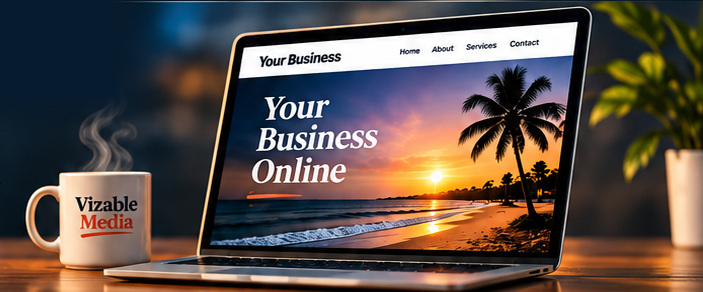 Your Business
Home About Services Contact
Your
Business
Online
Vizable
Media